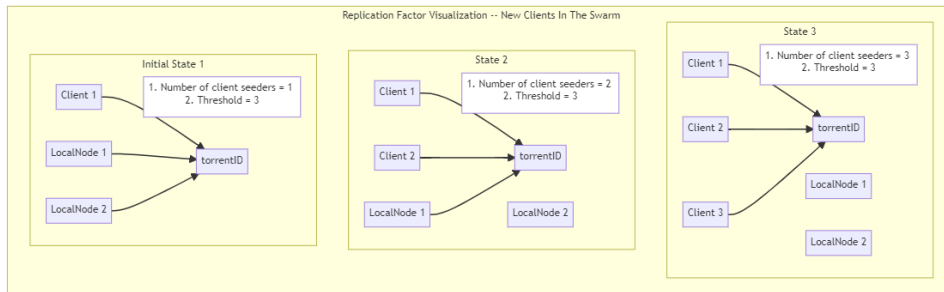 Replication Factor Visualization -- New Clients In The Swarm
Initial State 1
1. Number of client seeders = 1
2. Threshold = 3
Client 1
LocalNode 1
torrentID
LocalNode 2
State 2
1. Number of client seeders = 2
2. Threshold = 3
Client 1
Client 2
torrentID
LocalNode 1
LocalNode 2
State 3
1. Number of client seeders = 3
2. Threshold = 3
Client 1
Client 2
torrentID
LocalNode 1
Client 3
LocalNode 2